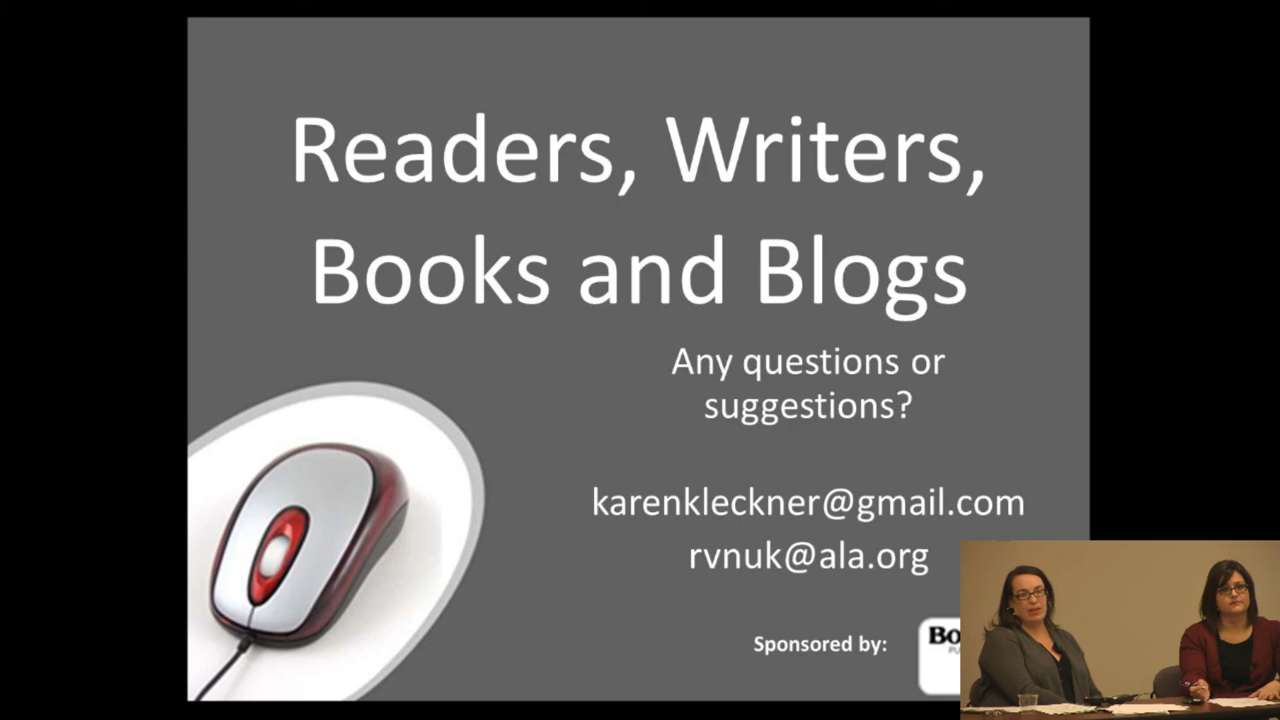 Readers, Writers,
Books and Blogs
Any questions or
suggestions?
karenkleckner@gmail.com
rvnuk@ala.org
Sponsored by: